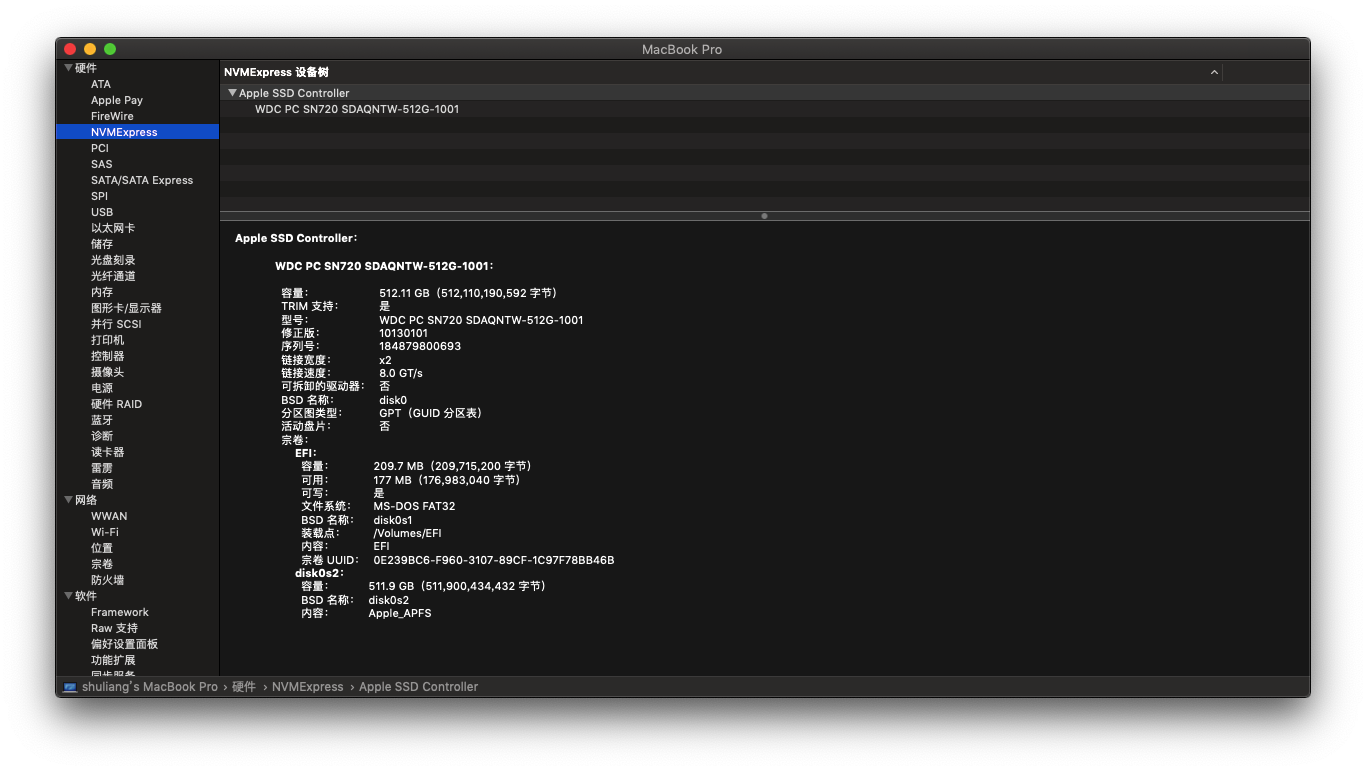 MacBook Pro
硬件
ATA
Apple Pay
FireWire
NVMExpress
PCI
SAS
SATA/SATA Express
SPI
USB
以太网卡
储存
光盘刻录
光纤通道
内存
图形卡/显示器
并行 SCSI
打印机
控制器
摄像头
电源
硬件 RAID
蓝牙
诊断
读卡器
雷雳
音频
网络
WWAN
Wi-Fi
位置
宗卷
防火墙
软件
Framework
Raw 支持
偏好设置面板
功能扩展
同步服务
NVMExpress 设备树
Apple SSD Controller
WDC PC SN720 SDAQNTW-512G-1001
Apple SSD Controller：
WDC PC SN720 SDAQNTW-512G-1001：
容量： 512.11 GB（512,110,190,592 字节）
TRIM 支持： 是
型号： WDC PC SN720 SDAQNTW-512G-1001
修正版： 10130101
序列号： 184879800693
链接宽度： x2
链接速度： 8.0 GT/s
可拆卸的驱动器： 否
BSD 名称： disk0
分区图类型： GPT（GUID 分区表）
活动盘片： 否
宗卷：
EFI：
容量： 209.7 MB（209,715,200 字节）
可用： 177 MB（176,983,040 字节）
可写： 是
文件系统： MS-DOS FAT32
BSD 名称： disk0s1
装载点： /Volumes/EFI
内容： EFI
宗卷 UUID： 0E239BC6-F960-3107-89CF-1C97F78BB46B
disk0s2：
容量： 511.9 GB（511,900,434,432 字节）
BSD 名称： disk0s2
内容： Apple_APFS
shuliang’s MacBook Pro › 硬件 › NVMExpress › Apple SSD Controller